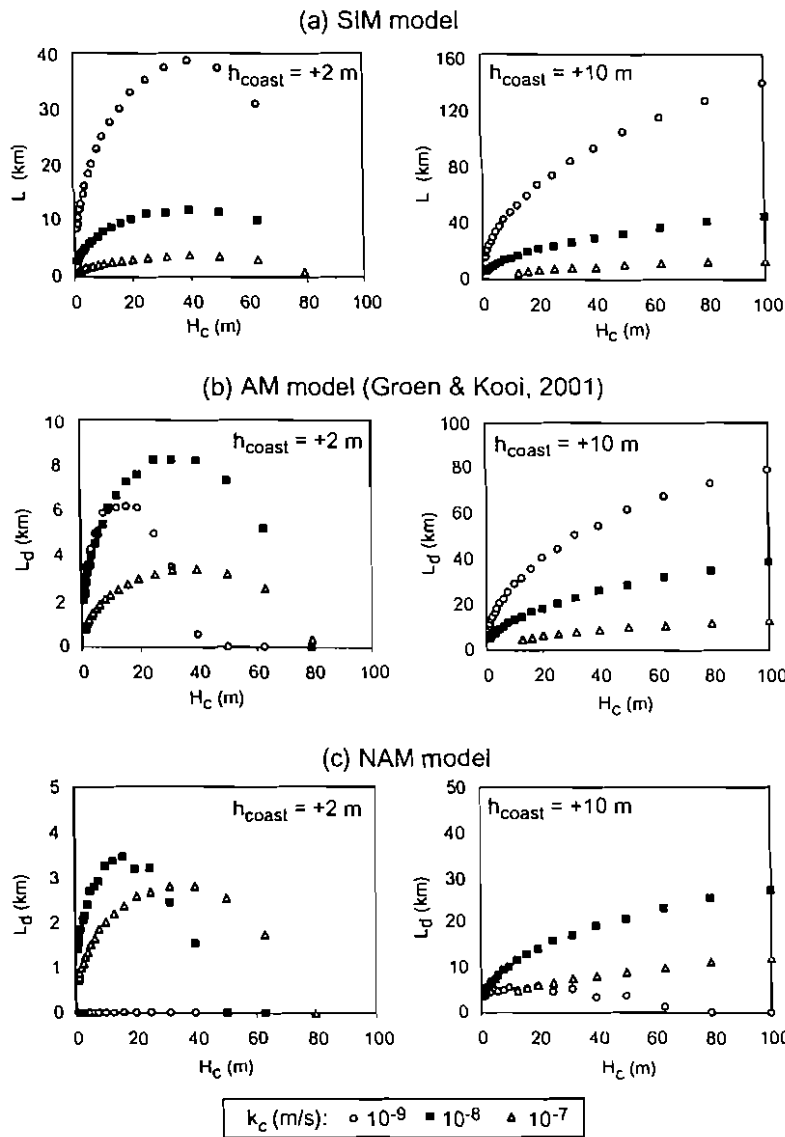 (a) SIM model
h_coast = +2 m
L (km)
40
30
20
10
0
0 20 40 60 80 100
H_c (m)
h_coast = +10 m
L (km)
160
120
80
40
0
0 20 40 60 80 100
H_c (m)
(b) AM model (Groen & Kooi, 2001)
h_coast = +2 m
L_d (km)
10
8
6
4
2
0
0 20 40 60 80 100
H_c (m)
h_coast = +10 m
L_d (km)
100
80
60
40
20
0
0 20 40 60 80 100
H_c (m)
(c) NAM model
h_coast = +2 m
L_d (km)
5
4
3
2
1
0
0 20 40 60 80 100
H_c (m)
h_coast = +10 m
L_d (km)
50
40
30
20
10
0
0 20 40 60 80 100
H_c (m)
k_c (m/s): 10^-9 10^-8 10^-7